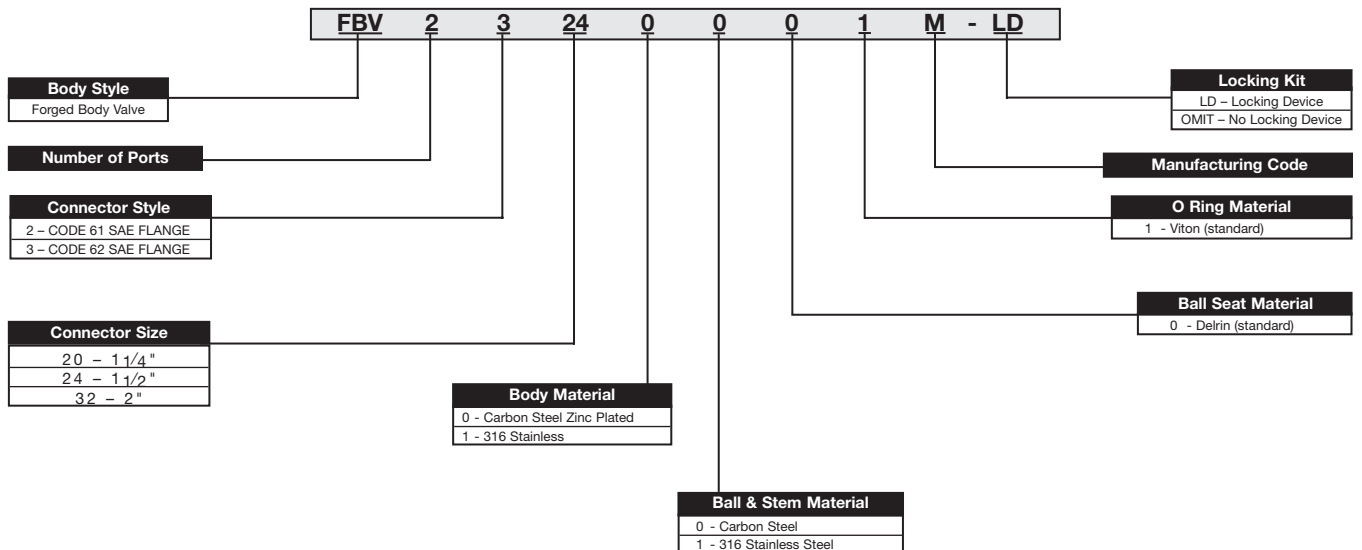 FBV 2 3 24 0 0 0 1 M - LD
Body Style
Forged Body Valve
Number of Ports
Connector Style
2 – CODE 61 SAE FLANGE
3 – CODE 62 SAE FLANGE
Connector Size
20 – 1 1/4"
24 – 1 1/2"
32 – 2"
Body Material
0 - Carbon Steel Zinc Plated
1 - 316 Stainless
Ball & Stem Material
0 - Carbon Steel
1 - 316 Stainless Steel
Locking Kit
LD – Locking Device
OMIT – No Locking Device
Manufacturing Code
O Ring Material
1 - Viton (standard)
Ball Seat Material
0 - Delrin (standard)